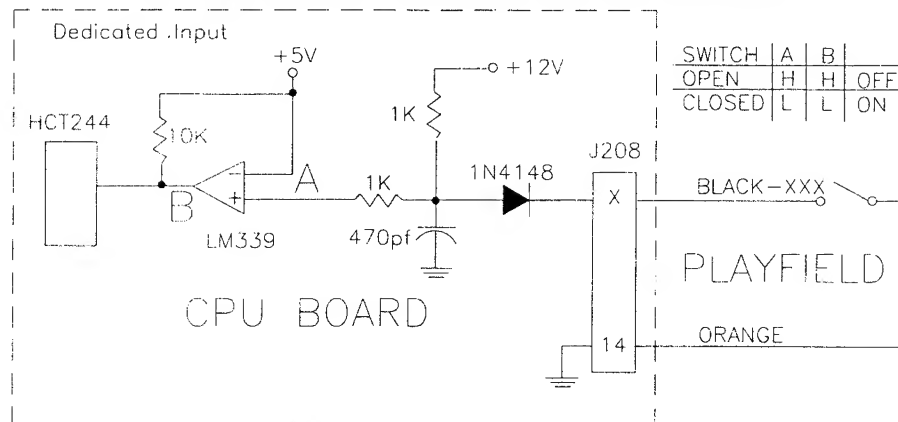 Dedicated .Input
+5V
+12V
SWITCH A B
OPEN H H OFF
CLOSED L L ON
HCT244
10K
1K
J208
A
1K
1N4148
X
BLACK-XXX
B
- 
+
LM339
470pf
PLAYFIELD
CPU BOARD
14
ORANGE